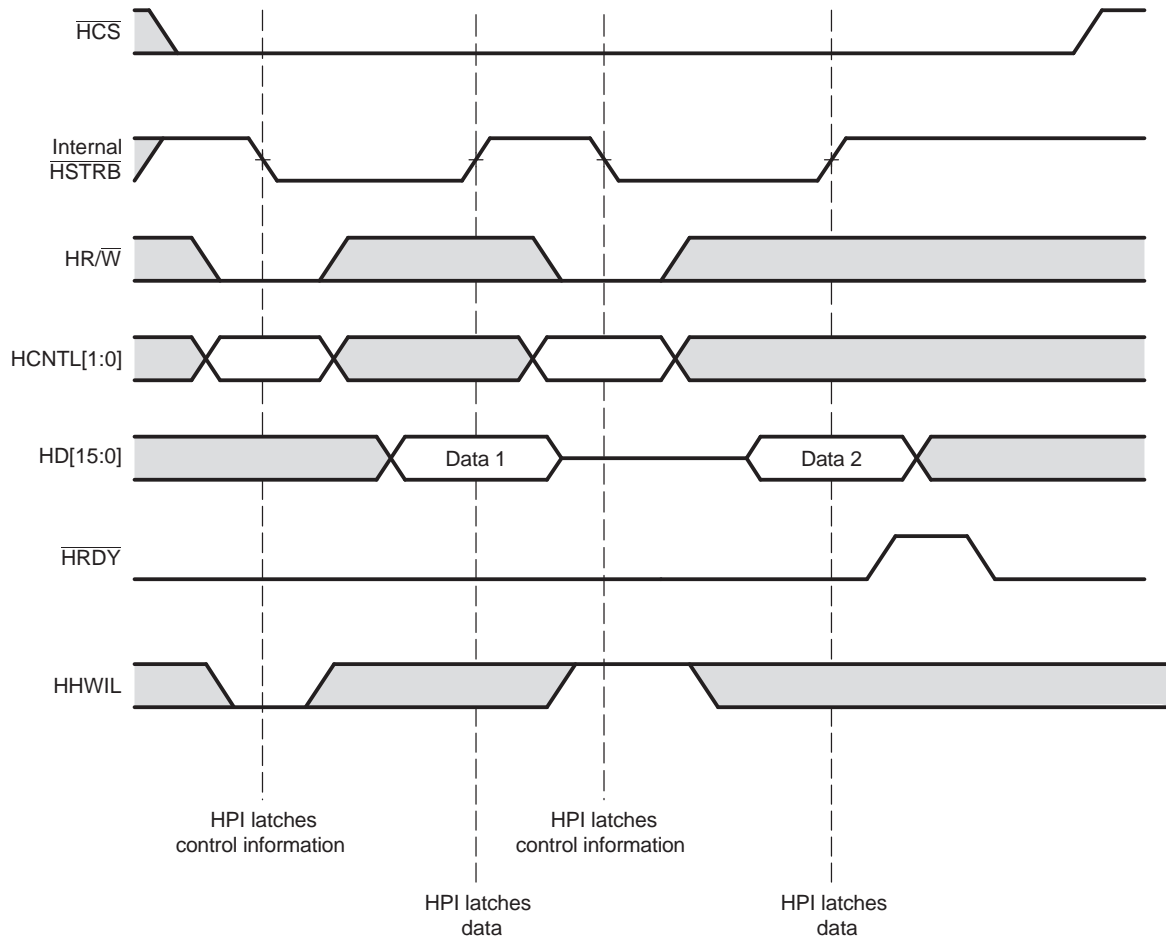 HCS
Internal
HSTRB
HR/W
HCNTL[1:0]
HD[15:0]
Data 1
Data 2
HRDY
HHWIL
HPI latches
control information
HPI latches
control information
HPI latches
data
HPI latches
data